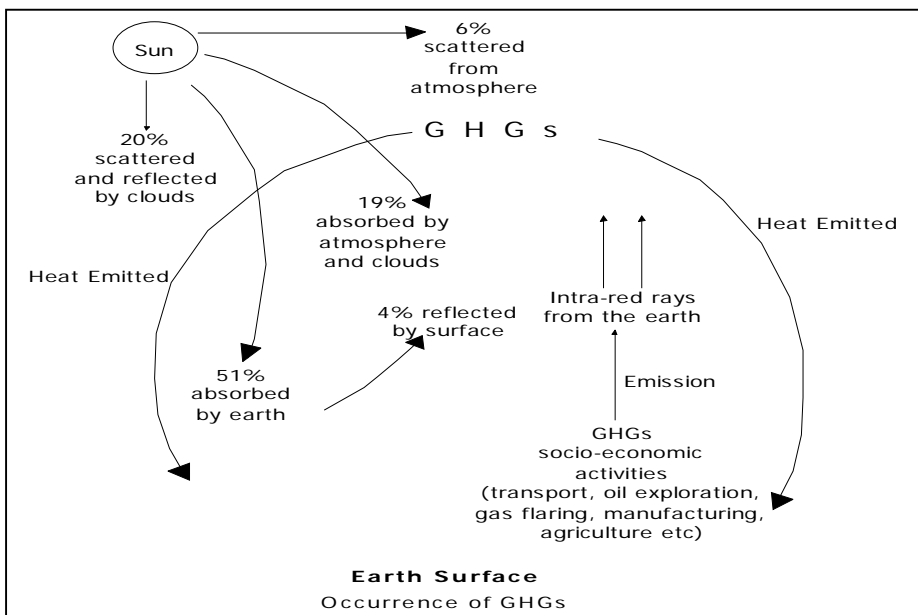 Sun
6%
scattered
from
atmosphere
G H G s
20%
scattered
and reflected
by clouds
19%
absorbed by
atmosphere
and clouds
Heat Emitted
Heat Emitted
Intra-red rays
from the earth
4% reflected
by surface
51%
absorbed
by earth
Emission
GHGs
socio-economic
activities
(transport, oil exploration,
gas flaring, manufacturing,
agriculture etc)
Earth Surface
Occurrence of GHGs